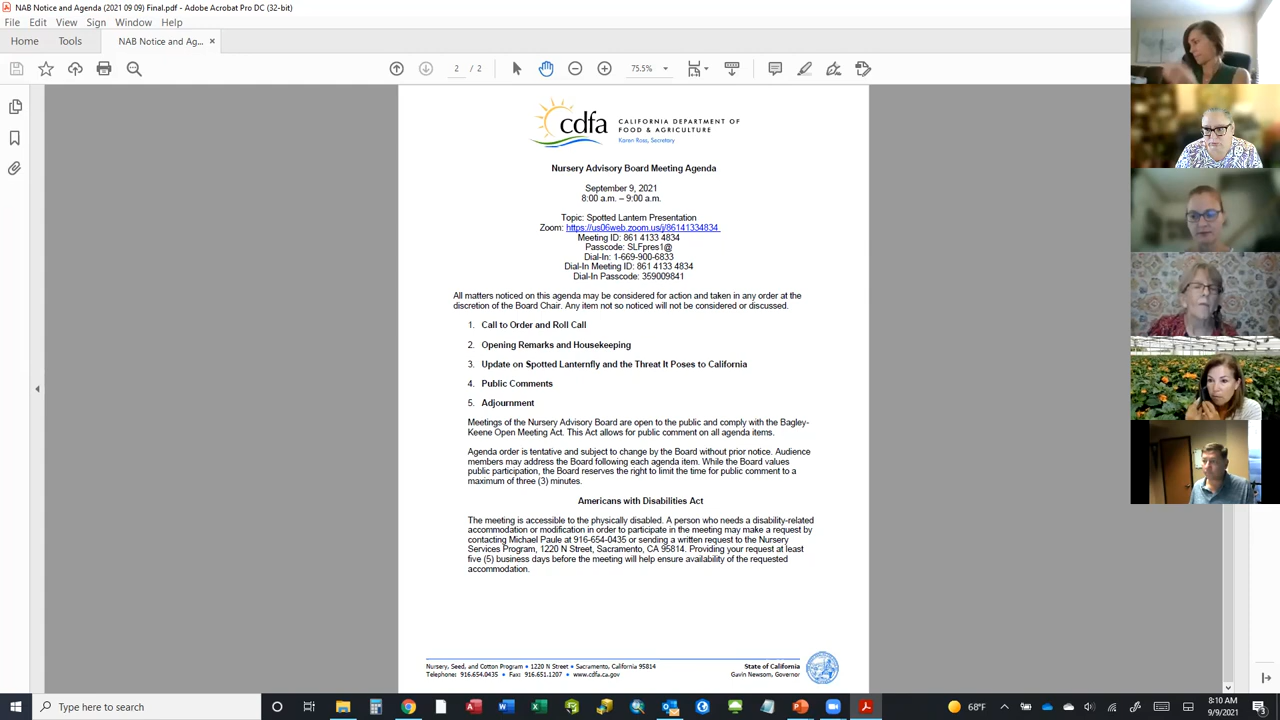 NAB Notice and Agenda (2021 09 09) Final.pdf - Adobe Acrobat Pro DC (32-bit)
File Edit View Sign Window Help
Home Tools NAB Notice and Ag... ×
2 / 2 75.5%
cdfa
CALIFORNIA DEPARTMENT OF
FOOD & AGRICULTURE
Karen Ross, Secretary
Nursery Advisory Board Meeting Agenda
September 9, 2021
8:00 a.m. – 9:00 a.m.
Topic: Spotted Lantern Presentation
Zoom: https://us06web.zoom.us/j/86141334834
Meeting ID: 861 4133 4834
Passcode: SLFpres1@
Dial-In: 1-669-900-6833
Dial-In Meeting ID: 861 4133 4834
Dial-In Passcode: 359009841
All matters noticed on this agenda may be considered for action and taken in any order at the
discretion of the Board Chair. Any item not so noticed will not be considered or discussed.
1. Call to Order and Roll Call
2. Opening Remarks and Housekeeping
3. Update on Spotted Lanternfly and the Threat It Poses to California
4. Public Comments
5. Adjournment
Meetings of the Nursery Advisory Board are open to the public and comply with the Bagley-
Keene Open Meeting Act. This Act allows for public comment on all agenda items.
Agenda order is tentative and subject to change by the Board without prior notice. Audience
members may address the Board following each agenda item. While the Board values
public participation, the Board reserves the right to limit the time for public comment to a
maximum of three (3) minutes.
Americans with Disabilities Act
The meeting is accessible to the physically disabled. A person who needs a disability-related
accommodation or modification in order to participate in the meeting may make a request by
contacting Michael Paule at 916-654-0435 or sending a written request to the Nursery
Services Program, 1220 N Street, Sacramento, CA 95814. Providing your request at least
five (5) business days before the meeting will help ensure availability of the requested
accommodation.
Nursery, Seed, and Cotton Program • 1220 N Street • Sacramento, California 95814
Telephone: 916.654.0435 • Fax: 916.651.1207 • www.cdfa.ca.gov
State of California
Gavin Newsom, Governor
Type here to search
68°F
8:10 AM
9/9/2021